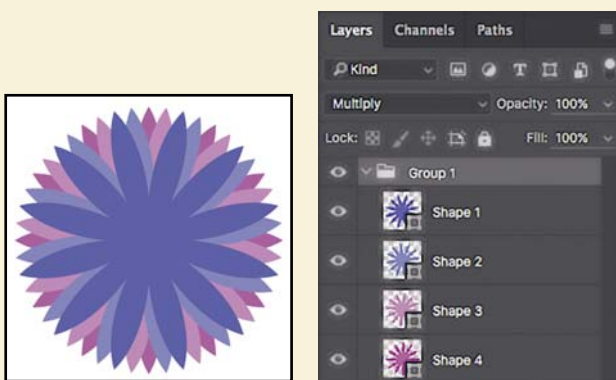 Layers Channels Paths
Kind
Multiply Opacity: 100%
Lock: Fill: 100%
Group 1
Shape 1
Shape 2
Shape 3
Shape 4